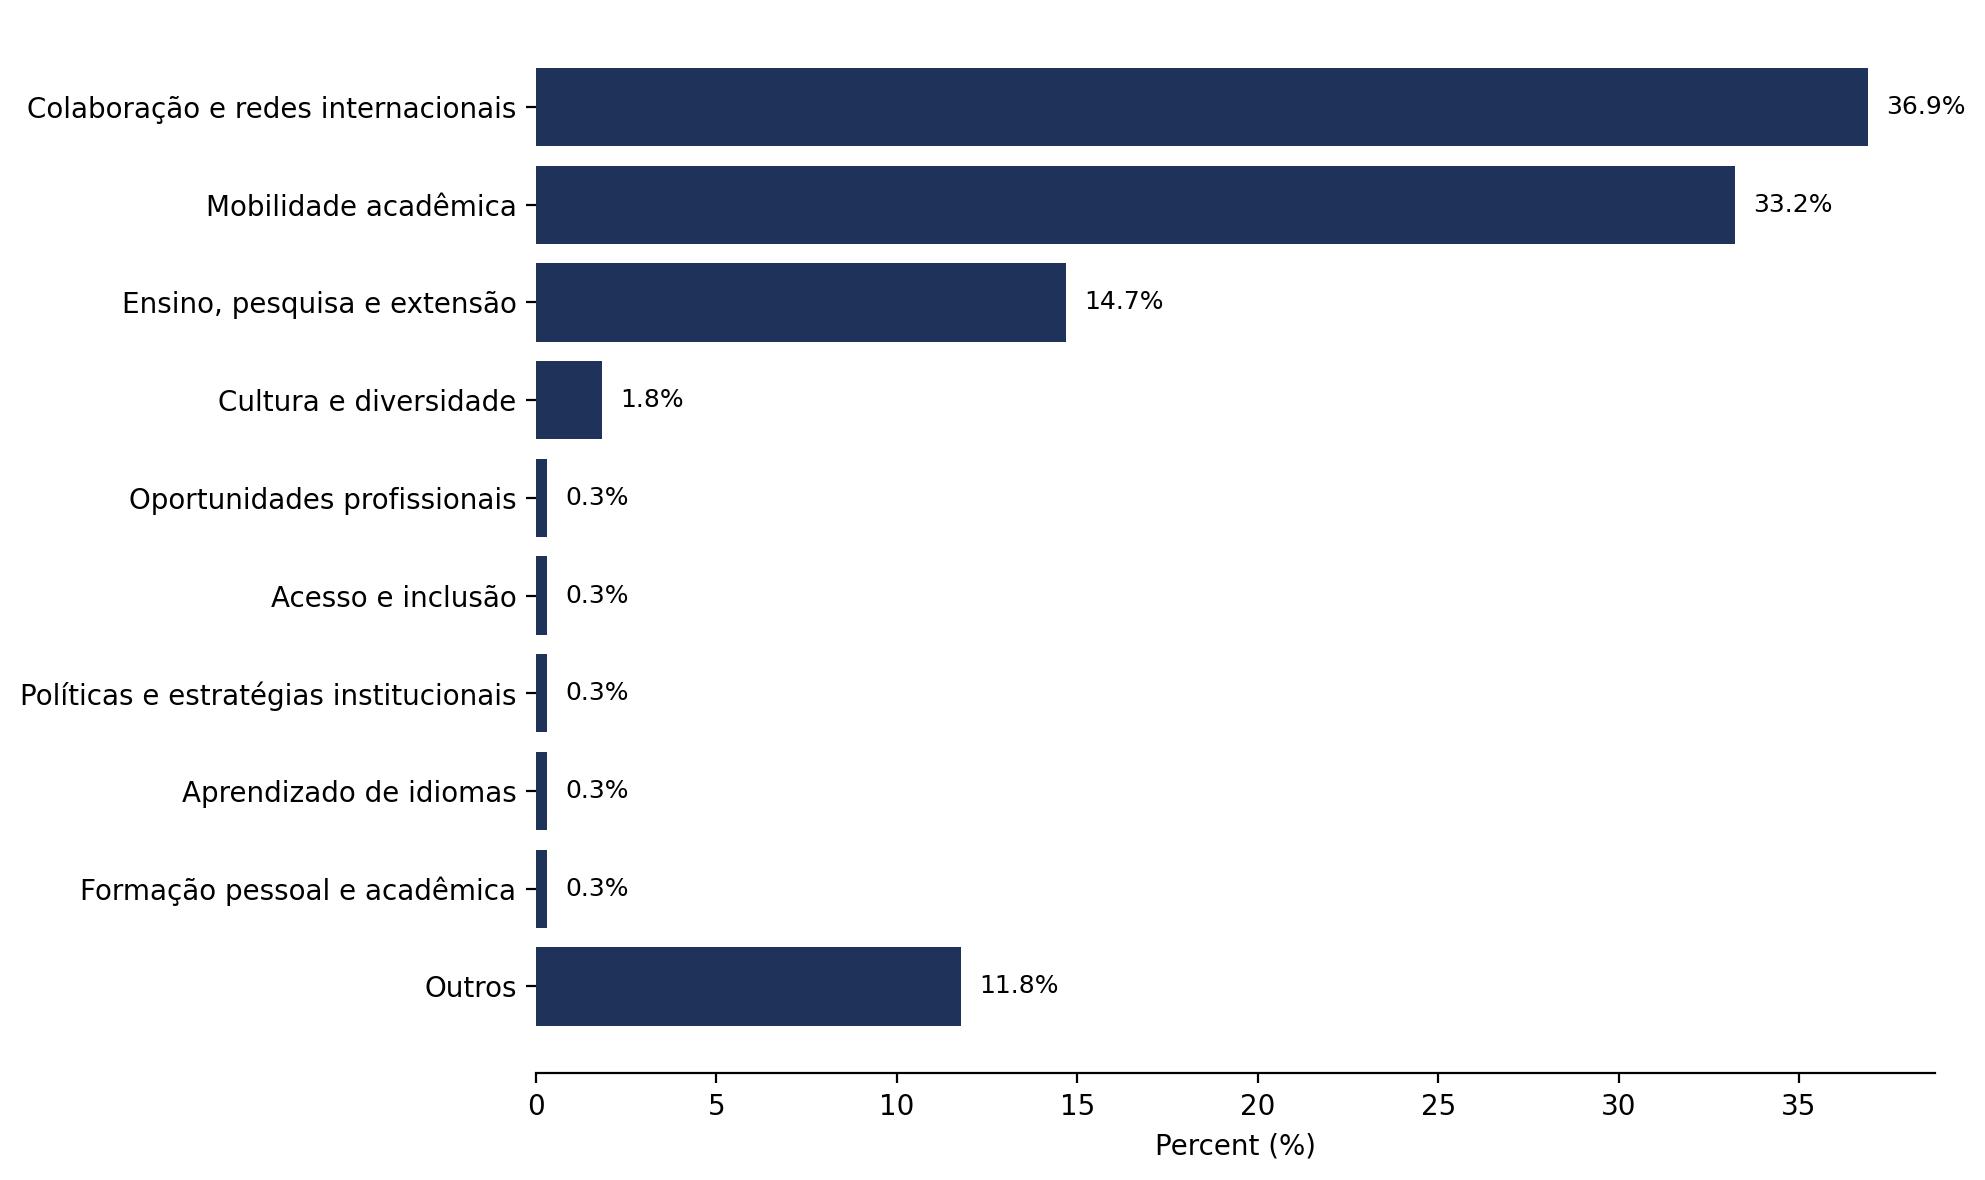 Colaboração e redes internacionais 36.9%
Mobilidade acadêmica 33.2%
Ensino, pesquisa e extensão 14.7%
Cultura e diversidade 1.8%
Oportunidades profissionais 0.3%
Acesso e inclusão 0.3%
Políticas e estratégias institucionais 0.3%
Aprendizado de idiomas 0.3%
Formação pessoal e acadêmica 0.3%
Outros 11.8%
0 5 10 15 20 25 30 35
Percent (%)